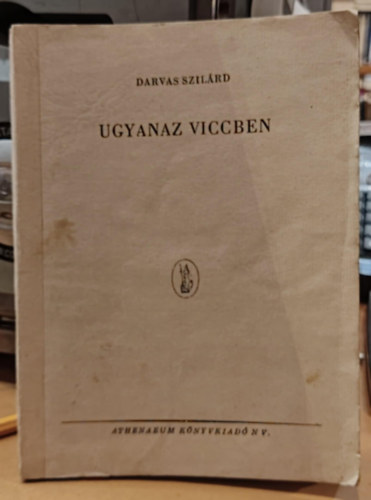 DARVAS SZILÁRD
UGYANAZ VICCBEN
ATHENAEUM KÖNYVKIADÓ N V.